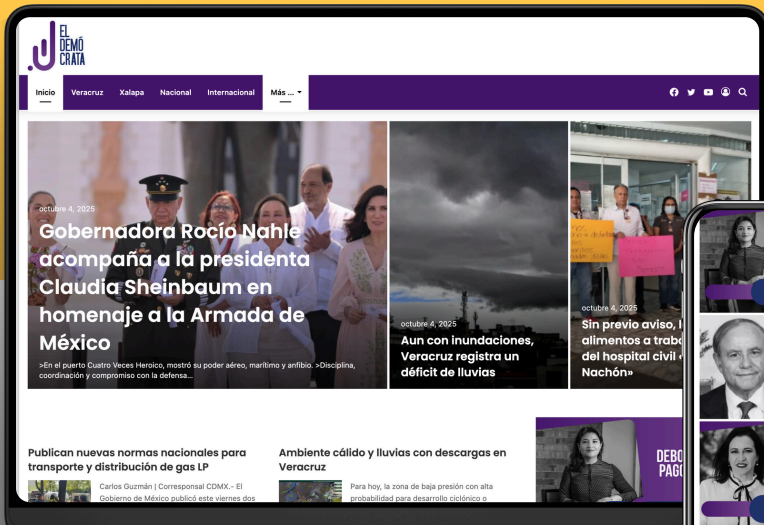 EL
DEMÓ
CRATA
Inicio Veracruz Xalapa Nacional Internacional Más ...
octubre 4, 2025
Gobernadora Rocío Nahle
acompaña a la presidenta
Claudia Sheinbaum en
homenaje a la Armada de
México
>En el puerto Cuatro Veces Heroico, mostró su poder aéreo, marítimo y anfibio. >Disciplina,
coordinación y compromiso con la defensa...
octubre 4, 2025
Aun con inundaciones,
Veracruz registra un
déficit de lluvias
octubre 4, 2025
Sin previo aviso,
alimentos a
del hospital civil
Nachón»
Publican nuevas normas nacionales para
transporte y distribución de gas LP
Carlos Guzmán | Corresponsal CDMX.- El
Gobierno de México publicó este viernes dos
Ambiente cálido y lluvias con descargas en
Veracruz
Para hoy, la zona de baja presión con alta
probabilidad para desarrollo ciclónico o